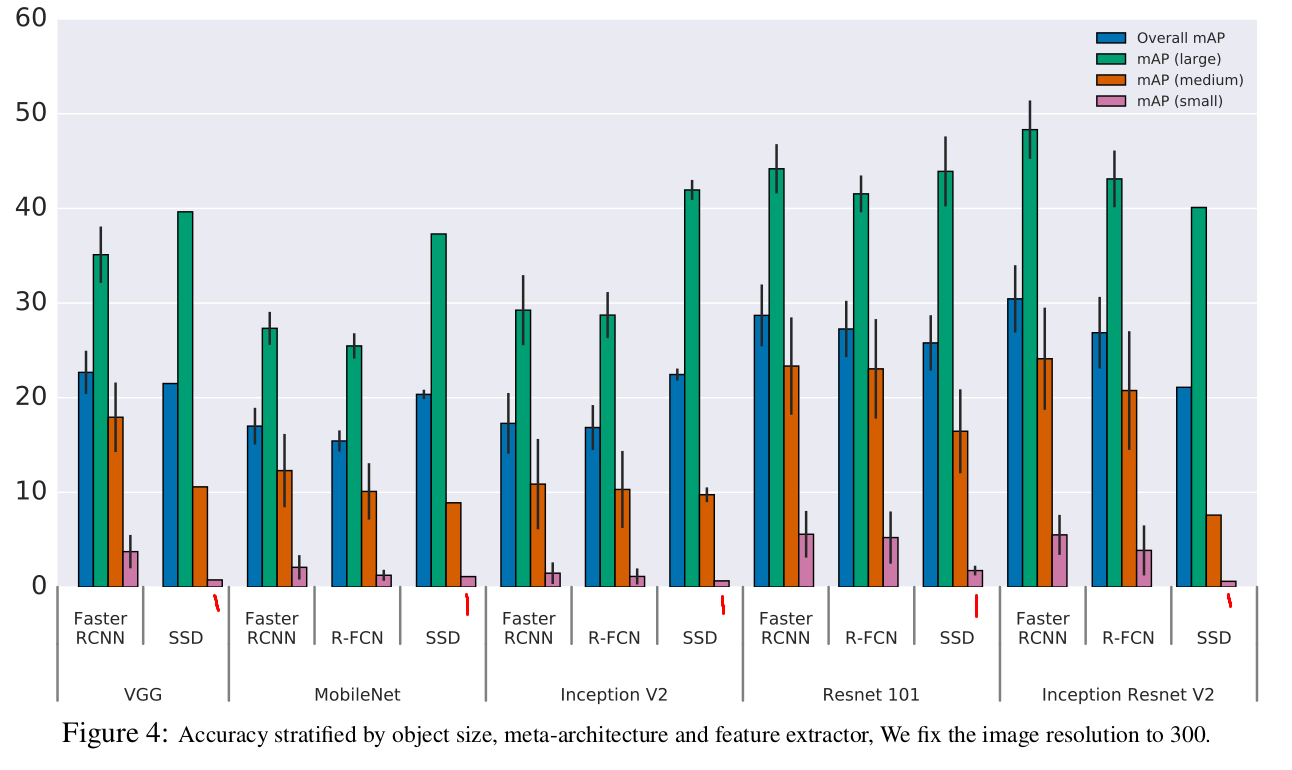 60
50
40
30
20
10
0
Overall mAP
mAP (large)
mAP (medium)
mAP (small)
Faster RCNN
SSD
Faster RCNN
R-FCN
SSD
Faster RCNN
R-FCN
SSD
Faster RCNN
R-FCN
SSD
Faster RCNN
R-FCN
SSD
VGG
MobileNet
Inception V2
Resnet 101
Inception Resnet V2
Figure 4: Accuracy stratified by object size, meta-architecture and feature extractor, We fix the image resolution to 300.